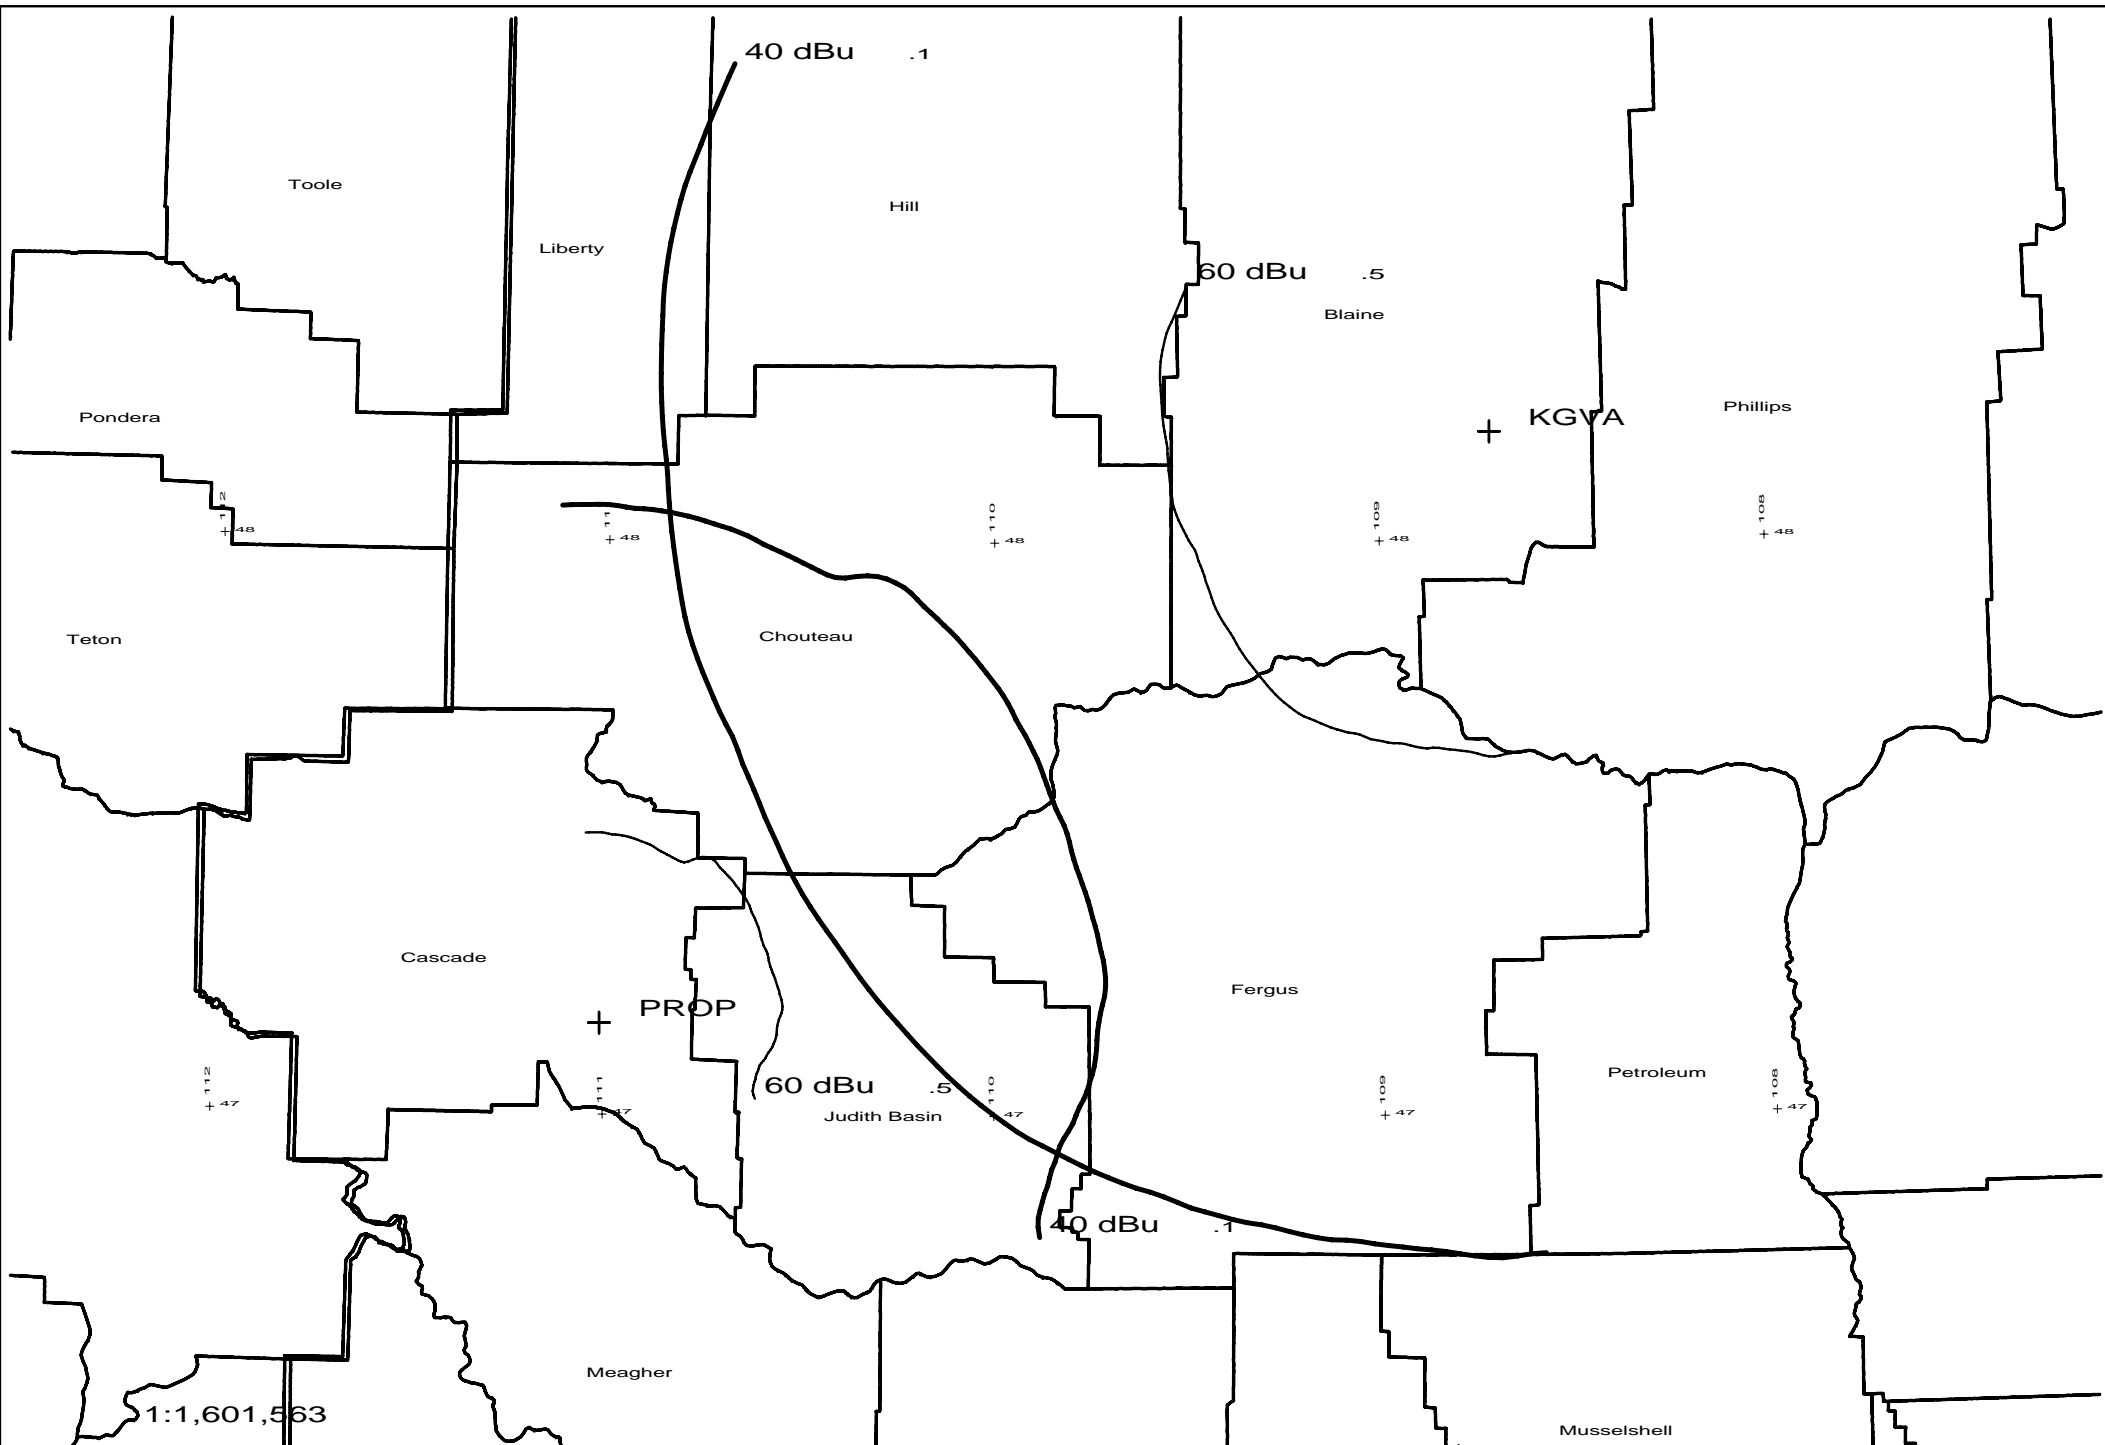 40 dBu .1
Toole
Hill
Liberty
60 dBu .5
Blaine
Pondera
KGVA
Phillips
112
+ 48
11
+ 48
110
+ 48
109
+ 48
108
+ 48
Teton
Chouteau
Cascade
PROP
Fergus
60 dBu .5
Judith Basin
Petroleum
112
+ 47
111
+ 47
110
+ 47
109
+ 47
108
+ 47
40 dBu .1
Meagher
1:1,601,563
Musselshell